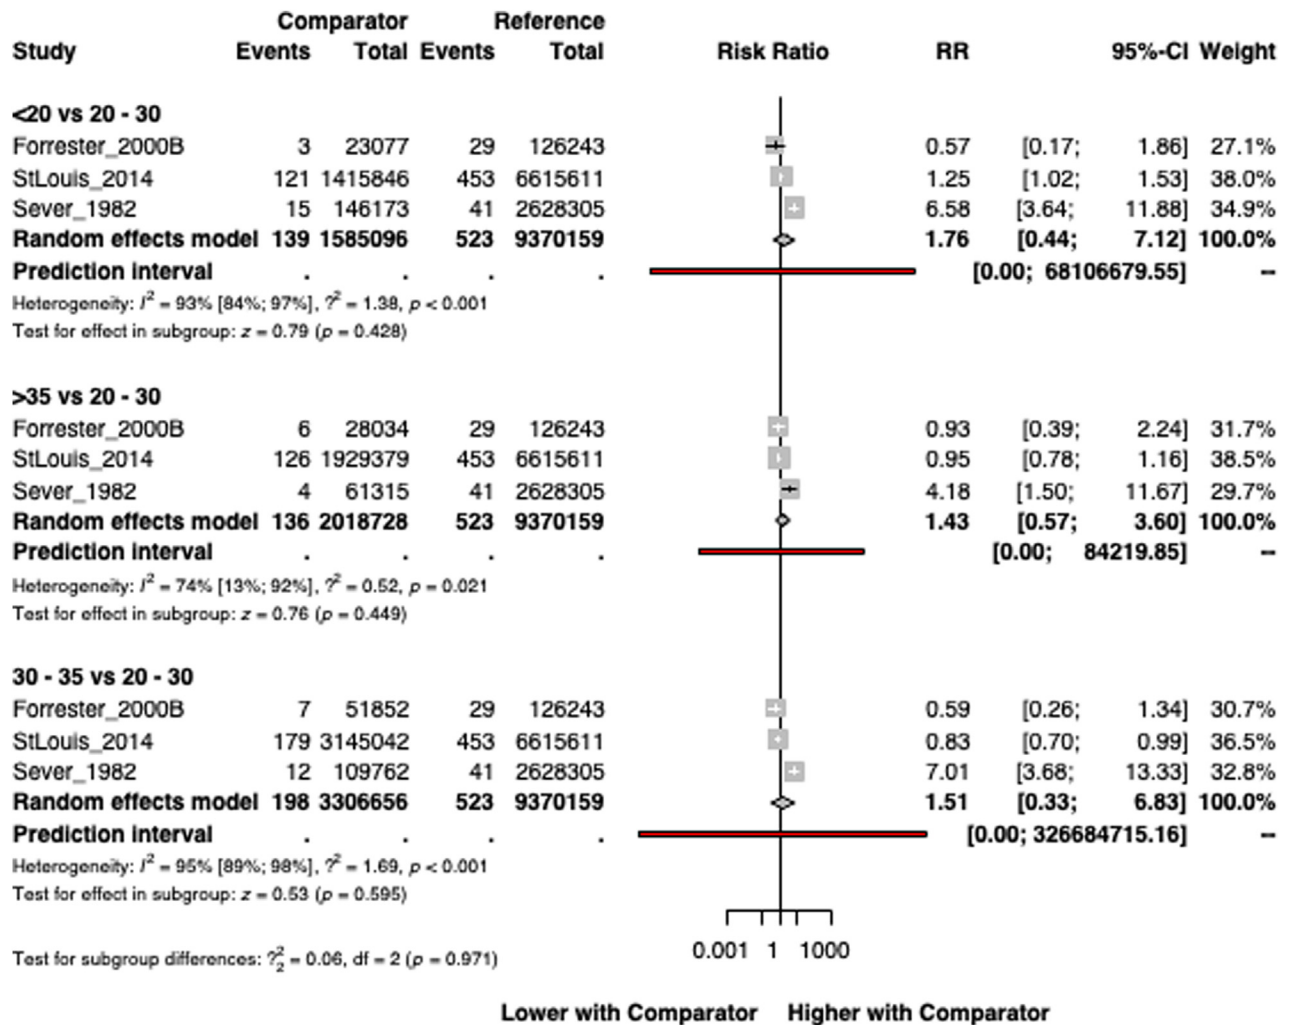 Comparator Reference
Study Events Total Events Total Risk Ratio RR 95%-CI Weight
<20 vs 20 - 30
Forrester_2000B 3 23077 29 126243 0.57 [0.17; 1.86] 27.1%
StLouis_2014 121 1415846 453 6615611 1.25 [1.02; 1.53] 38.0%
Sever_1982 15 146173 41 2628305 6.58 [3.64; 11.88] 34.9%
Random effects model 139 1585096 523 9370159 1.76 [0.44; 7.12] 100.0%
Prediction interval . . . . [0.00; 68106679.55] --
Heterogeneity: I² = 93% [84%; 97%], ?² = 1.38, p < 0.001
Test for effect in subgroup: z = 0.79 (p = 0.428)
>35 vs 20 - 30
Forrester_2000B 6 28034 29 126243 0.93 [0.39; 2.24] 31.7%
StLouis_2014 126 1929379 453 6615611 0.95 [0.78; 1.16] 38.5%
Sever_1982 4 61315 41 2628305 4.18 [1.50; 11.67] 29.7%
Random effects model 136 2018728 523 9370159 1.43 [0.57; 3.60] 100.0%
Prediction interval . . . . [0.00; 84219.85] --
Heterogeneity: I² = 74% [13%; 92%], ?² = 0.52, p = 0.021
Test for effect in subgroup: z = 0.76 (p = 0.449)
30 - 35 vs 20 - 30
Forrester_2000B 7 51852 29 126243 0.59 [0.26; 1.34] 30.7%
StLouis_2014 179 3145042 453 6615611 0.83 [0.70; 0.99] 36.5%
Sever_1982 12 109762 41 2628305 7.01 [3.68; 13.33] 32.8%
Random effects model 198 3306656 523 9370159 1.51 [0.33; 6.83] 100.0%
Prediction interval . . . . [0.00; 326684715.16] --
Heterogeneity: I² = 95% [89%; 98%], ?² = 1.69, p < 0.001
Test for effect in subgroup: z = 0.53 (p = 0.595)
0.001 1 1000
Test for subgroup differences: ?²₂ = 0.06, df = 2 (p = 0.971)
Lower with Comparator Higher with Comparator